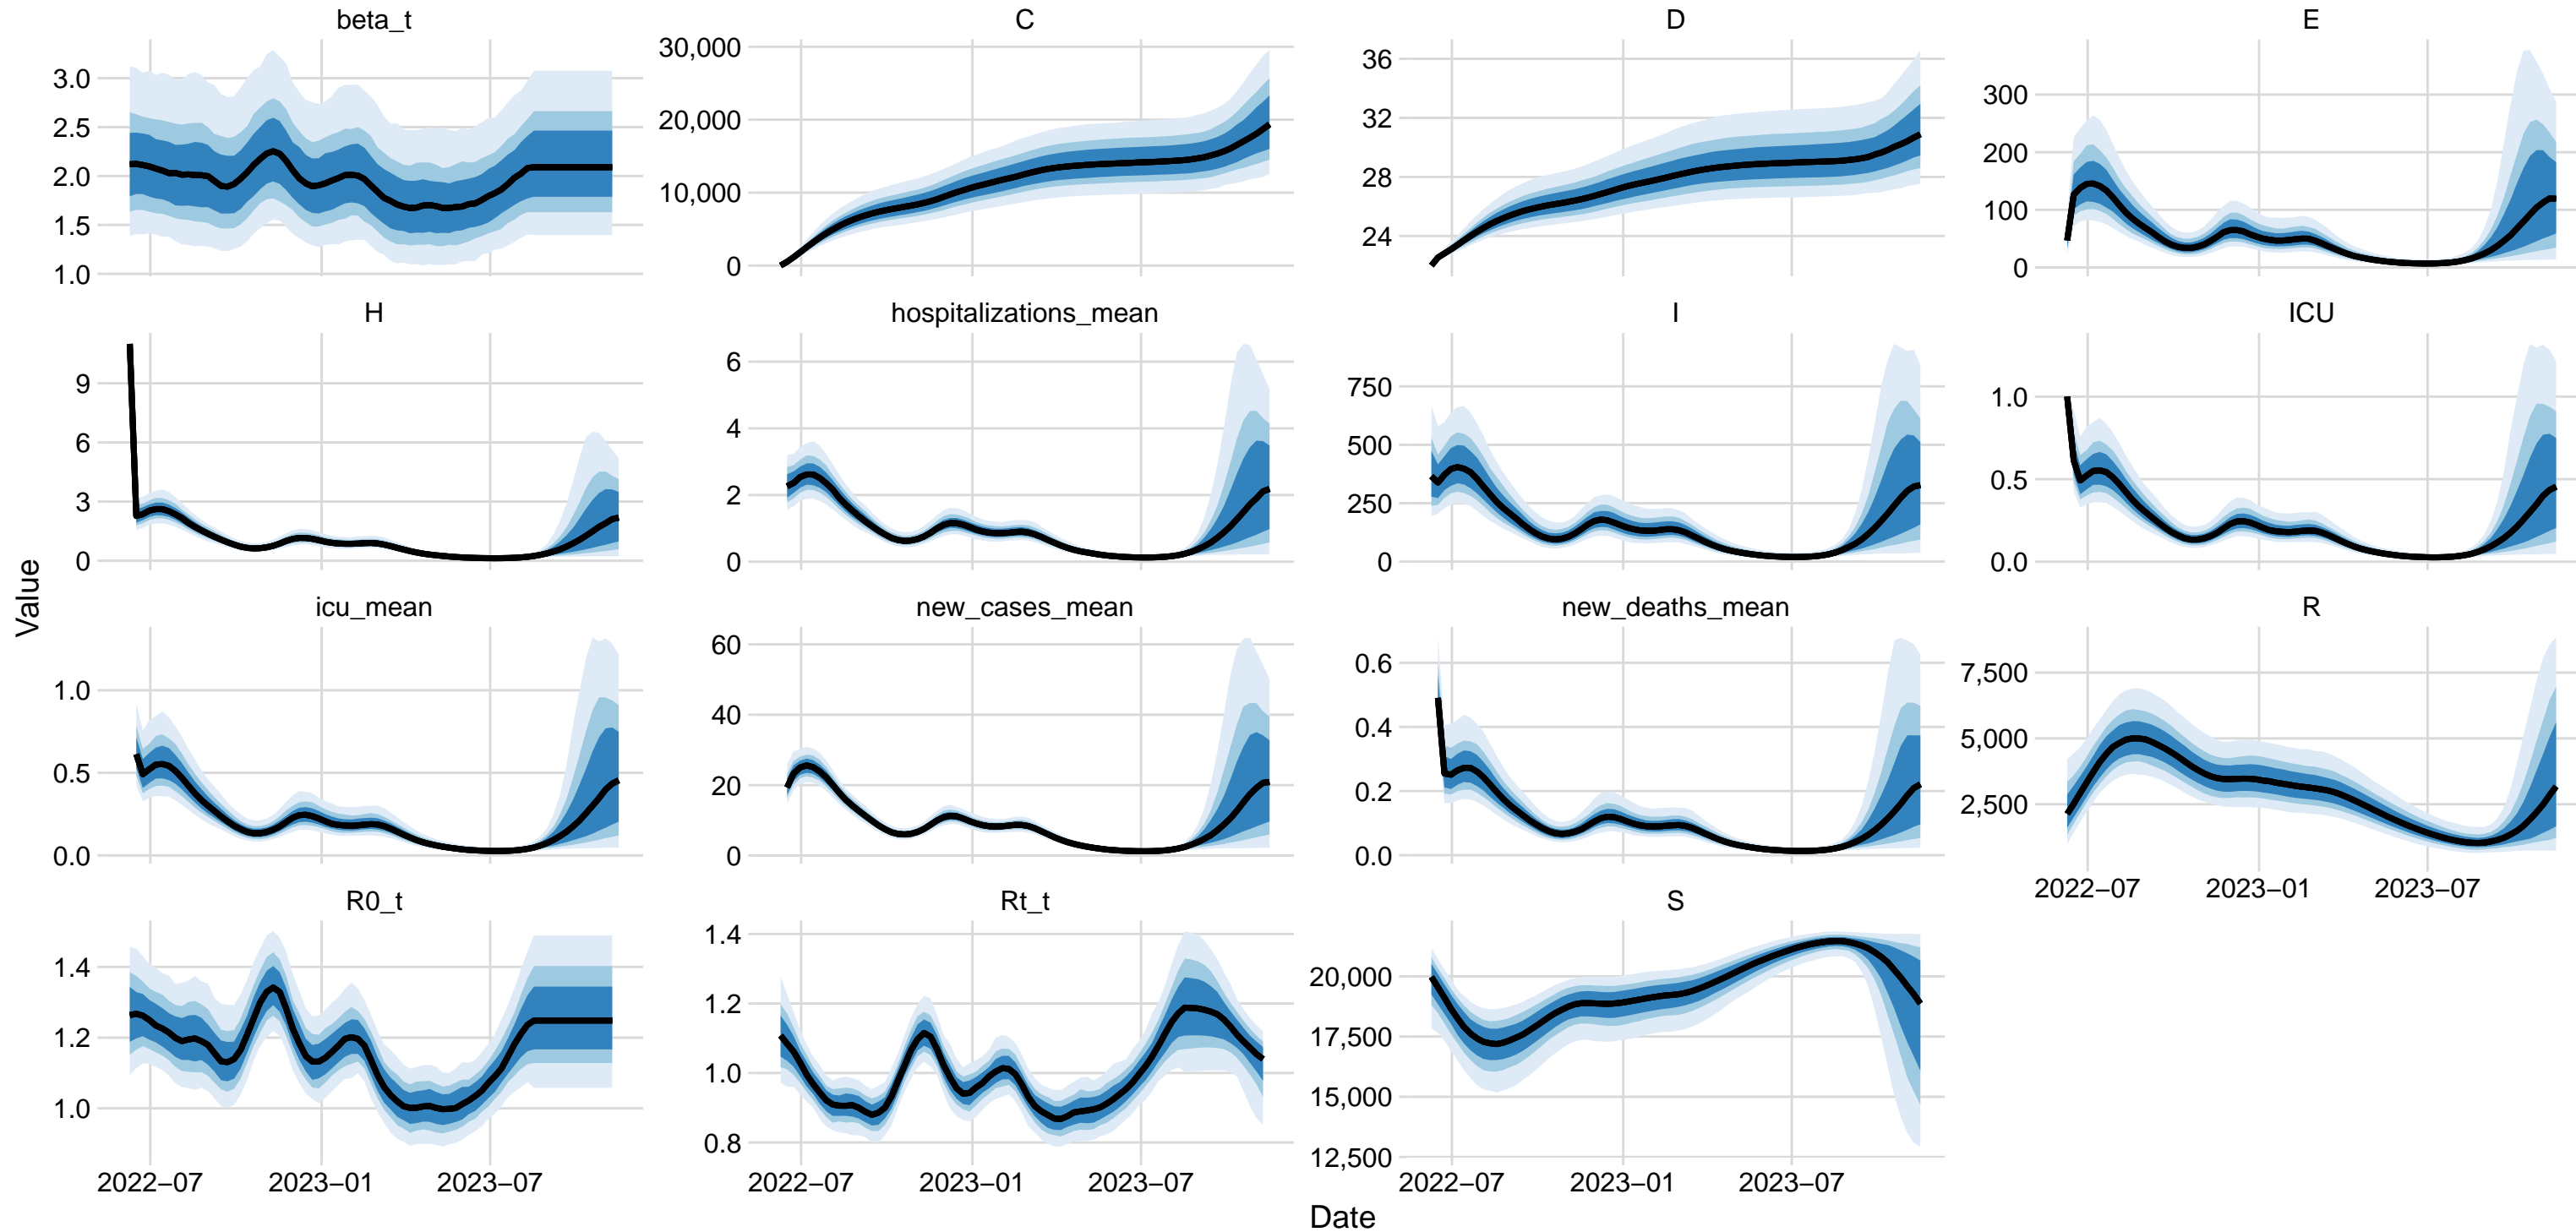 beta_t
C
D
E
3.0
2.5
2.0
1.5
1.0
30,000
20,000
10,000
0
36
32
28
24
300
200
100
0
H
hospitalizations_mean
I
ICU
9
6
3
0
6
4
2
0
750
500
250
0
1.0
0.5
0.0
Value
icu_mean
new_cases_mean
new_deaths_mean
R
1.0
0.5
0.0
60
40
20
0
0.6
0.4
0.2
0.0
7,500
5,000
2,500
2022−07 2023−01 2023−07
R0_t
Rt_t
S
1.4
1.2
1.0
1.4
1.2
1.0
0.8
20,000
17,500
15,000
12,500
2022−07 2023−01 2023−07
2022−07 2023−01 2023−07
2022−07 2023−01 2023−07
Date